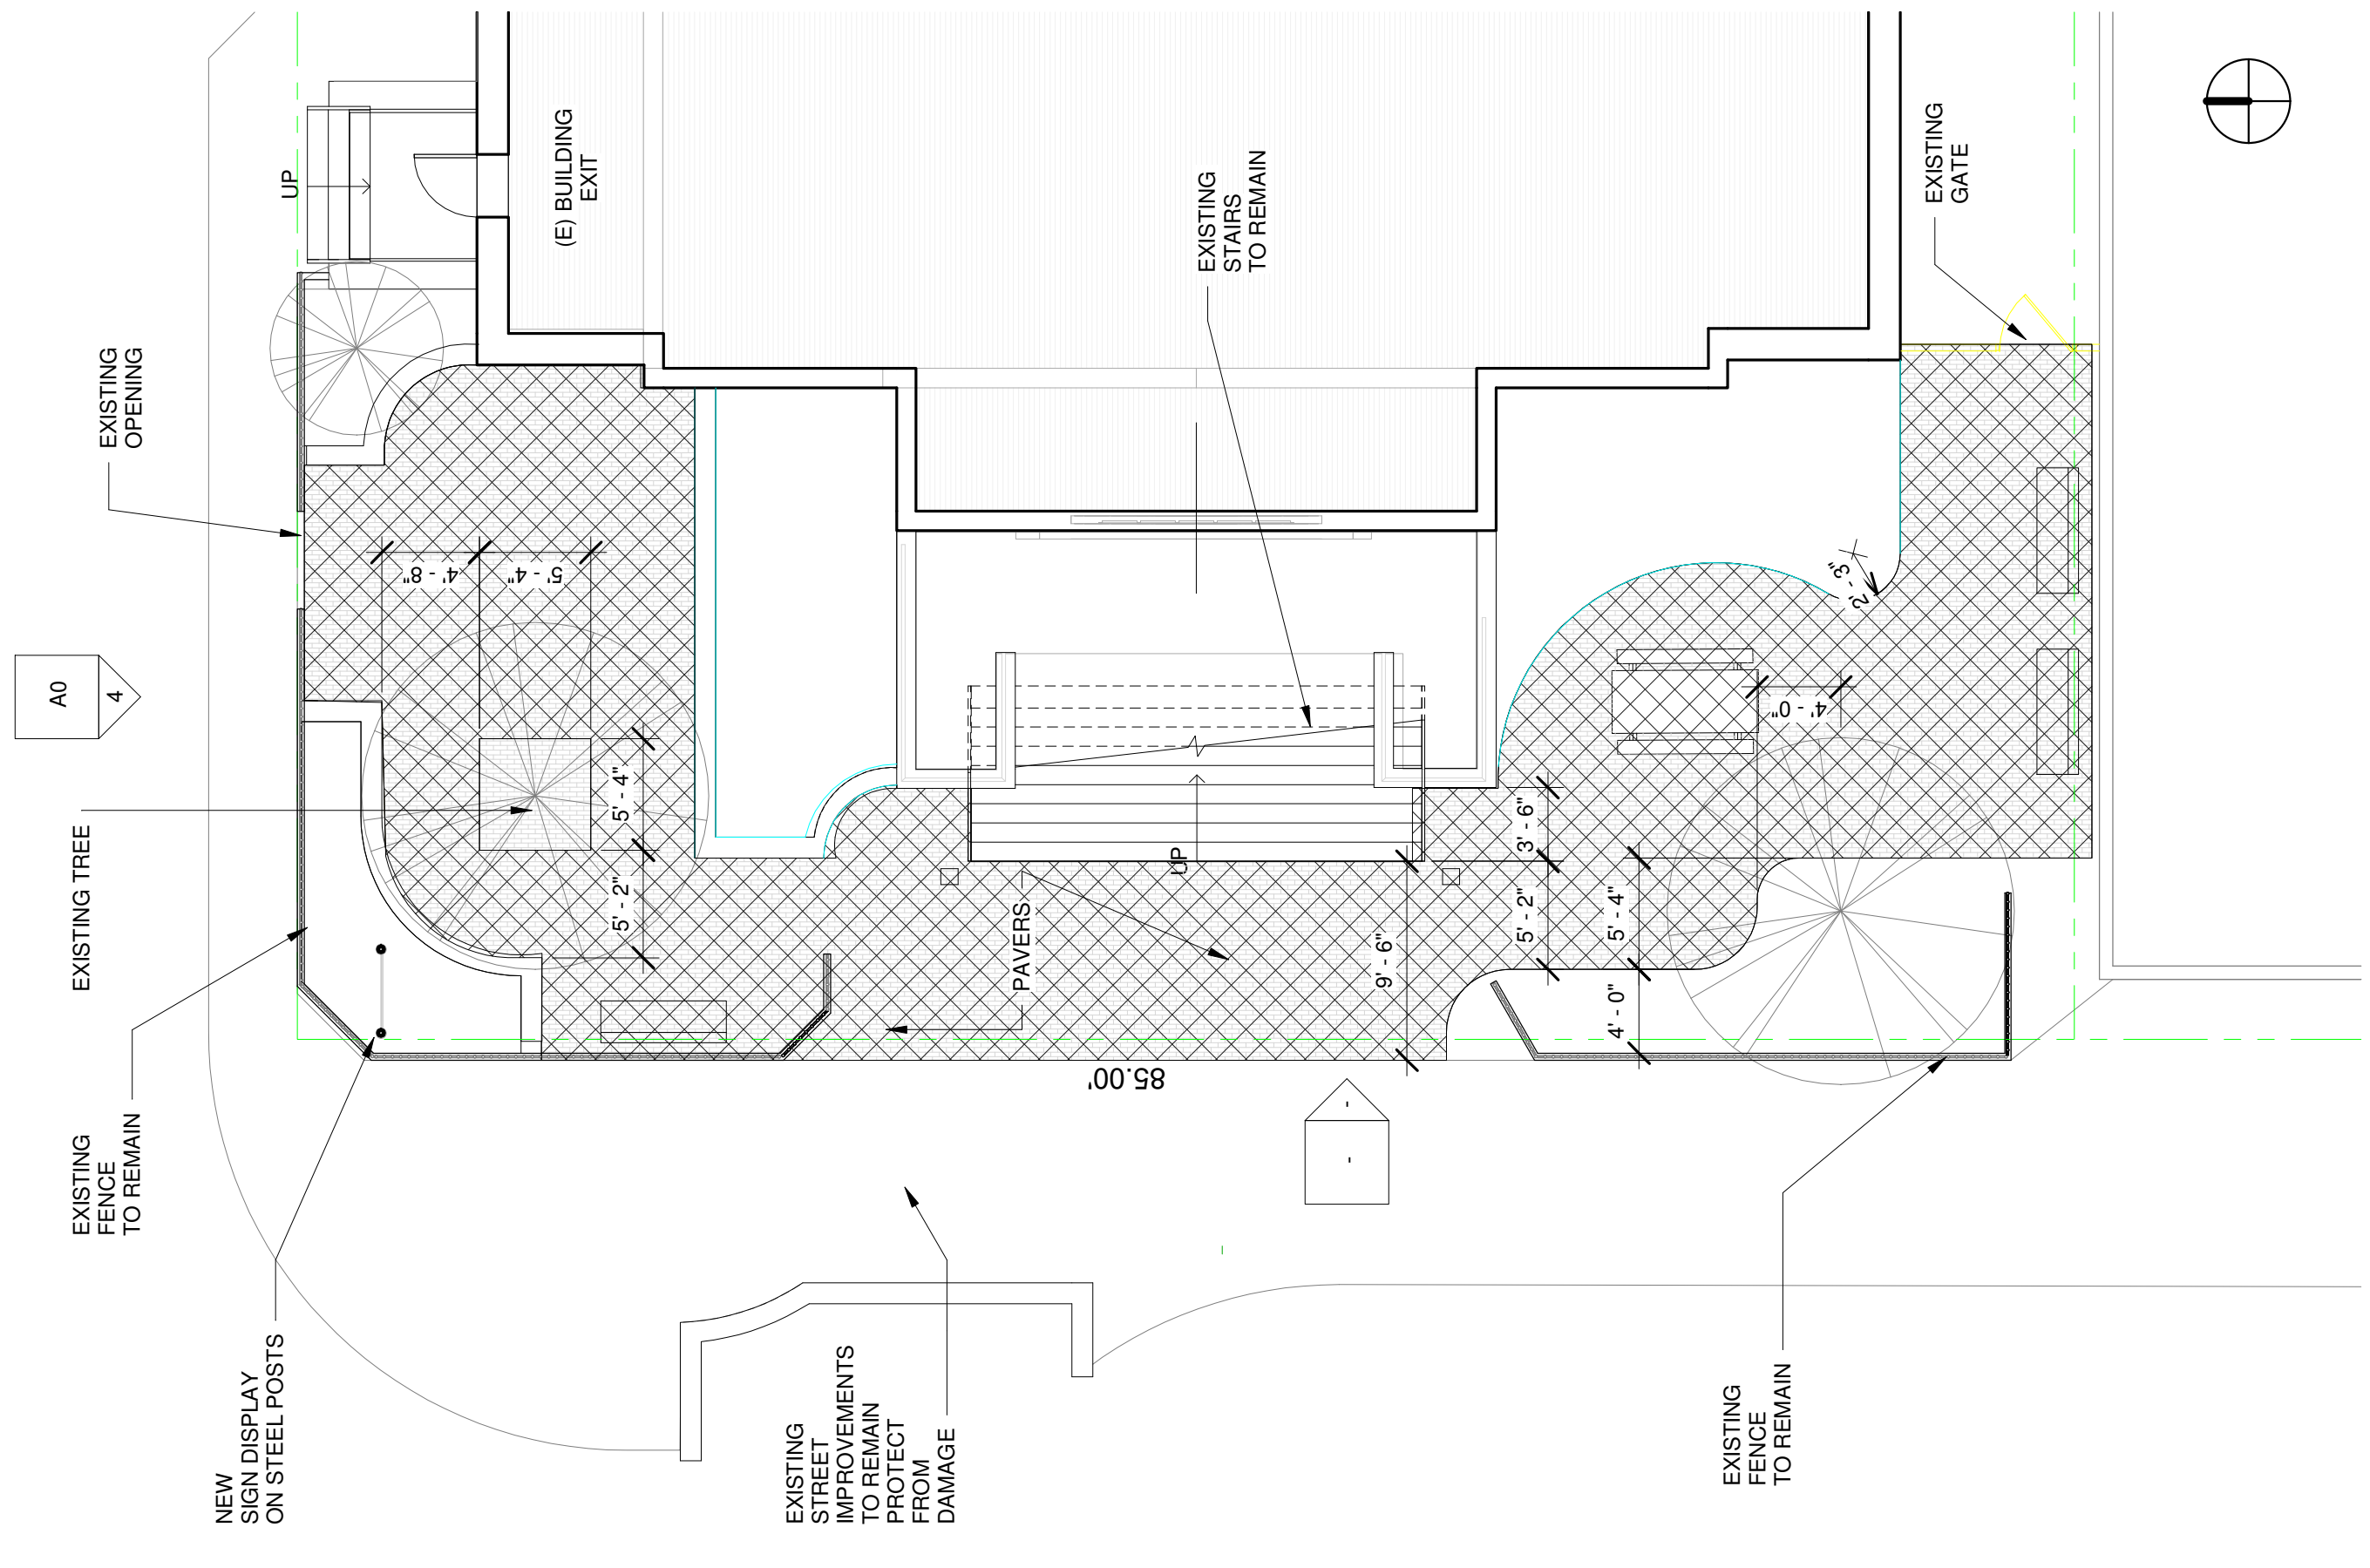 UP
(E) BUILDING
EXIT
EXISTING
OPENING
EXISTING
STAIRS
TO REMAIN
EXISTING
GATE
A0
4
4' - 8"
5' - 4"
5' - 4"
5' - 2"
2' - 3"
4' - 0"
EXISTING TREE
UP
PAVERS
3' - 6"
5' - 2"
9' - 6"
5' - 4"
4' - 0"
85.00'
-
-
EXISTING
FENCE
TO REMAIN
NEW
SIGN DISPLAY
ON STEEL POSTS
EXISTING
STREET
IMPROVEMENTS
TO REMAIN
PROTECT
FROM
DAMAGE
EXISTING
FENCE
TO REMAIN